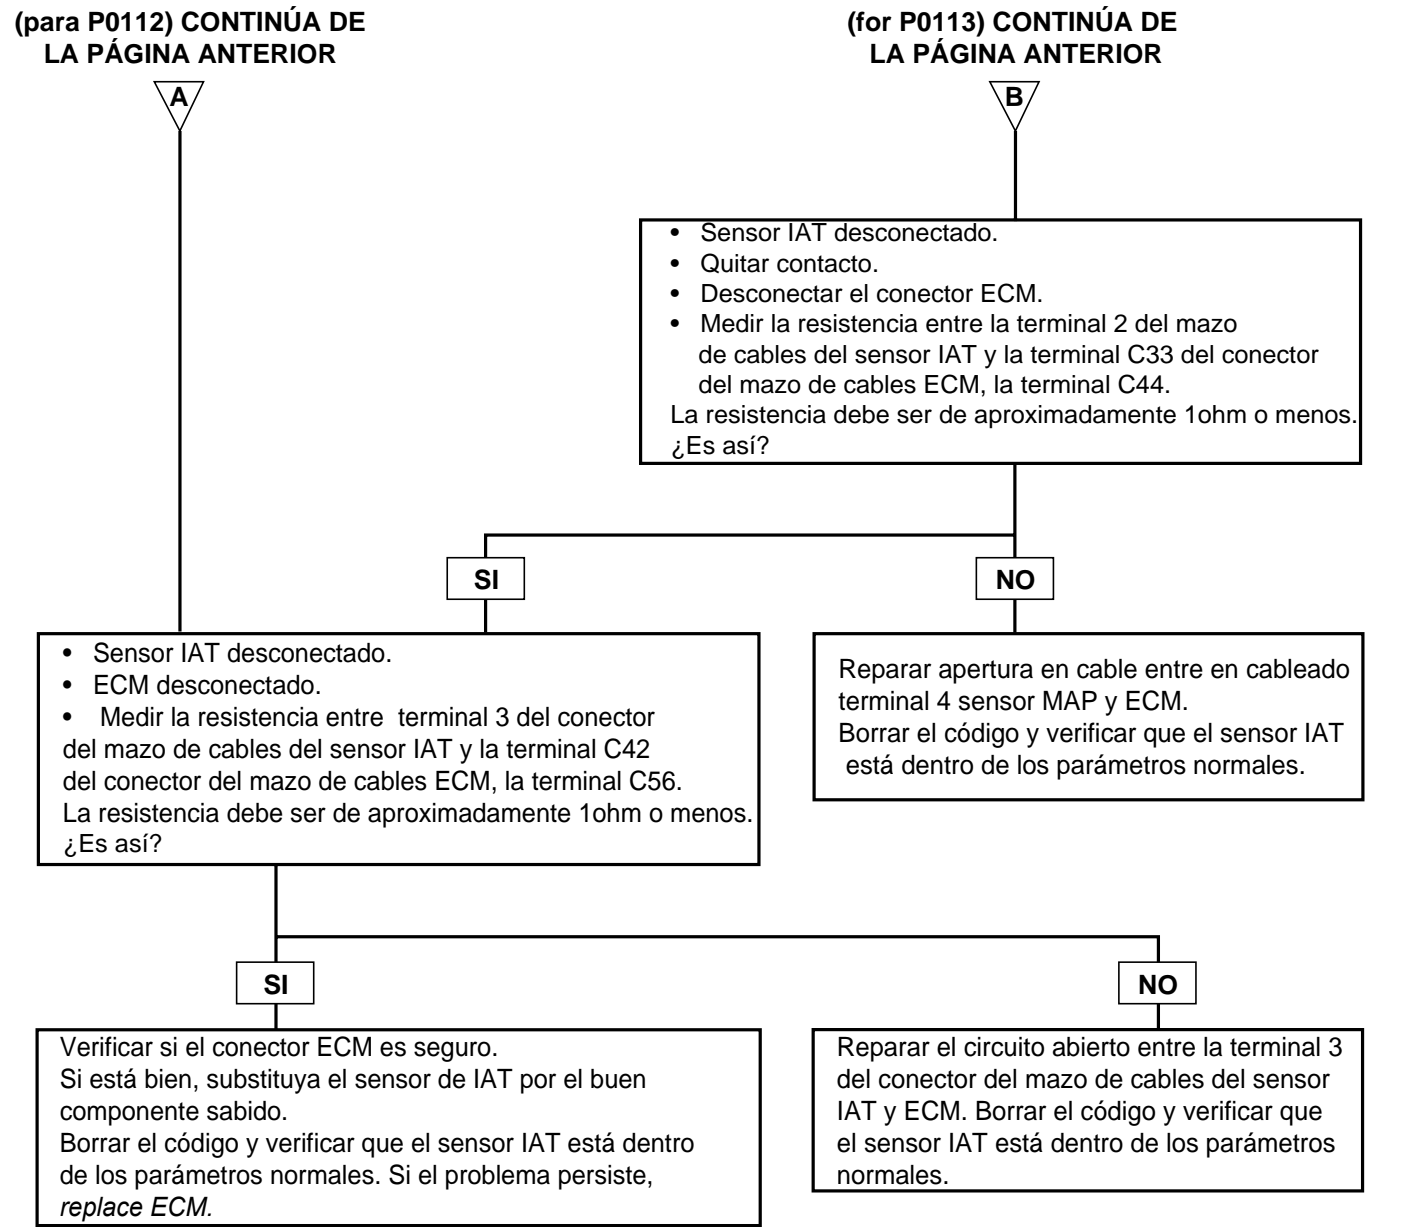 (para P0112) CONTINÚA DE
LA PÁGINA ANTERIOR
A
(for P0113) CONTINÚA DE
LA PÁGINA ANTERIOR
B
• Sensor IAT desconectado.
• Quitar contacto.
• Desconectar el conector ECM.
• Medir la resistencia entre la terminal 2 del mazo
de cables del sensor IAT y la terminal C33 del conector
del mazo de cables ECM, la terminal C44.
La resistencia debe ser de aproximadamente 1ohm o menos.
¿Es así?
SI
NO
• Sensor IAT desconectado.
• ECM desconectado.
• Medir la resistencia entre terminal 3 del conector
del mazo de cables del sensor IAT y la terminal C42
del conector del mazo de cables ECM, la terminal C56.
La resistencia debe ser de aproximadamente 1ohm o menos.
¿Es así?
Reparar apertura en cable entre en cableado
terminal 4 sensor MAP y ECM.
Borrar el código y verificar que el sensor IAT
está dentro de los parámetros normales.
SI
NO
Verificar si el conector ECM es seguro.
Si está bien, substituya el sensor de IAT por el buen
componente sabido.
Borrar el código y verificar que el sensor IAT está dentro
de los parámetros normales. Si el problema persiste,
replace ECM.
Reparar el circuito abierto entre la terminal 3
del conector del mazo de cables del sensor
IAT y ECM. Borrar el código y verificar que
el sensor IAT está dentro de los parámetros
normales.